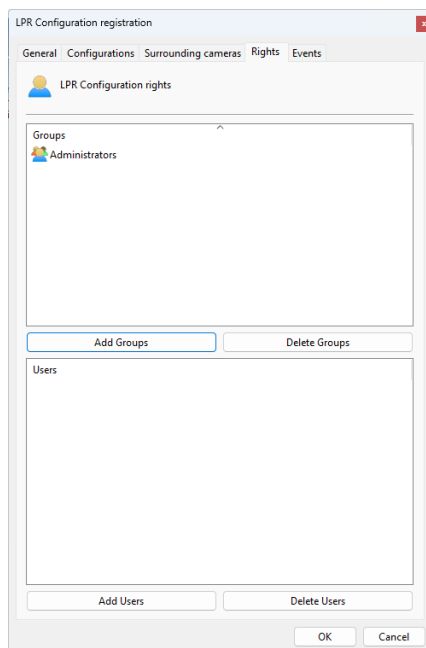 LPR Configuration registration
x
General Configurations Surrounding cameras Rights Events
LPR Configuration rights
Groups
Administrators
Add Groups Delete Groups
Users
Add Users Delete Users
OK Cancel